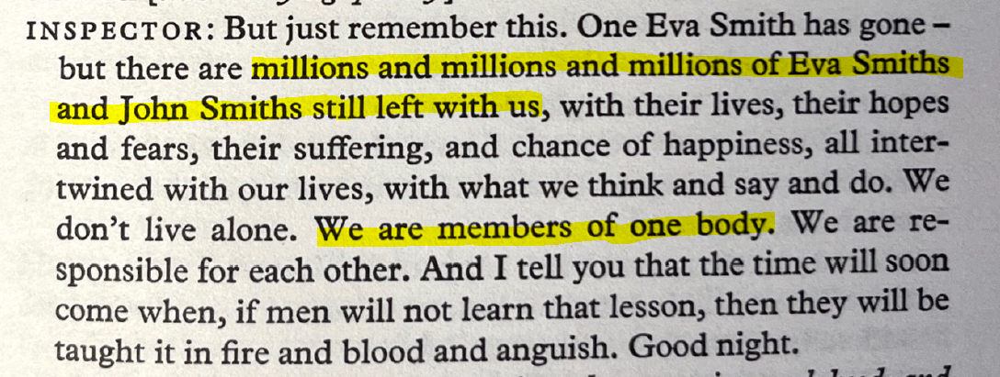 INSPECTOR: But just remember this. One Eva Smith has gone –
but there are millions and millions and millions of Eva Smiths
and John Smiths still left with us, with their lives, their hopes
and fears, their suffering, and chance of happiness, all inter-
twined with our lives, with what we think and say and do. We
don't live alone. We are members of one body. We are re-
sponsible for each other. And I tell you that the time will soon
come when, if men will not learn that lesson, then they will be
taught it in fire and blood and anguish. Good night.